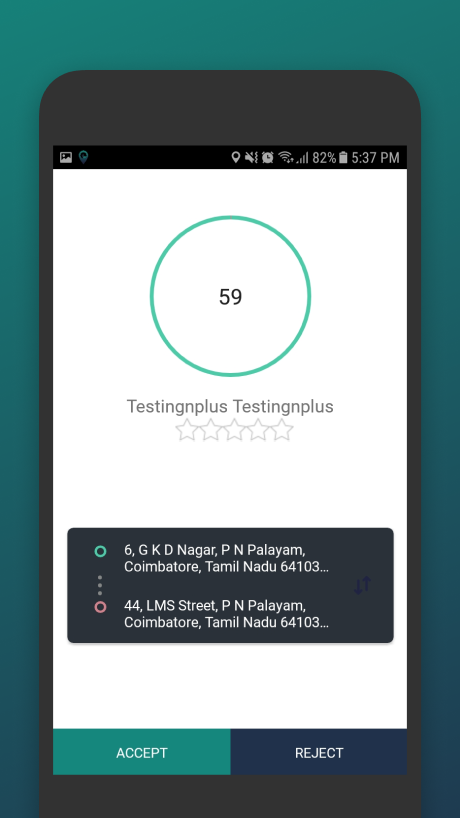 82% 5:37 PM
59
Testingnplus Testingnplus
6, G K D Nagar, P N Palayam,
Coimbatore, Tamil Nadu 64103...
44, LMS Street, P N Palayam,
Coimbatore, Tamil Nadu 64103...
ACCEPT REJECT